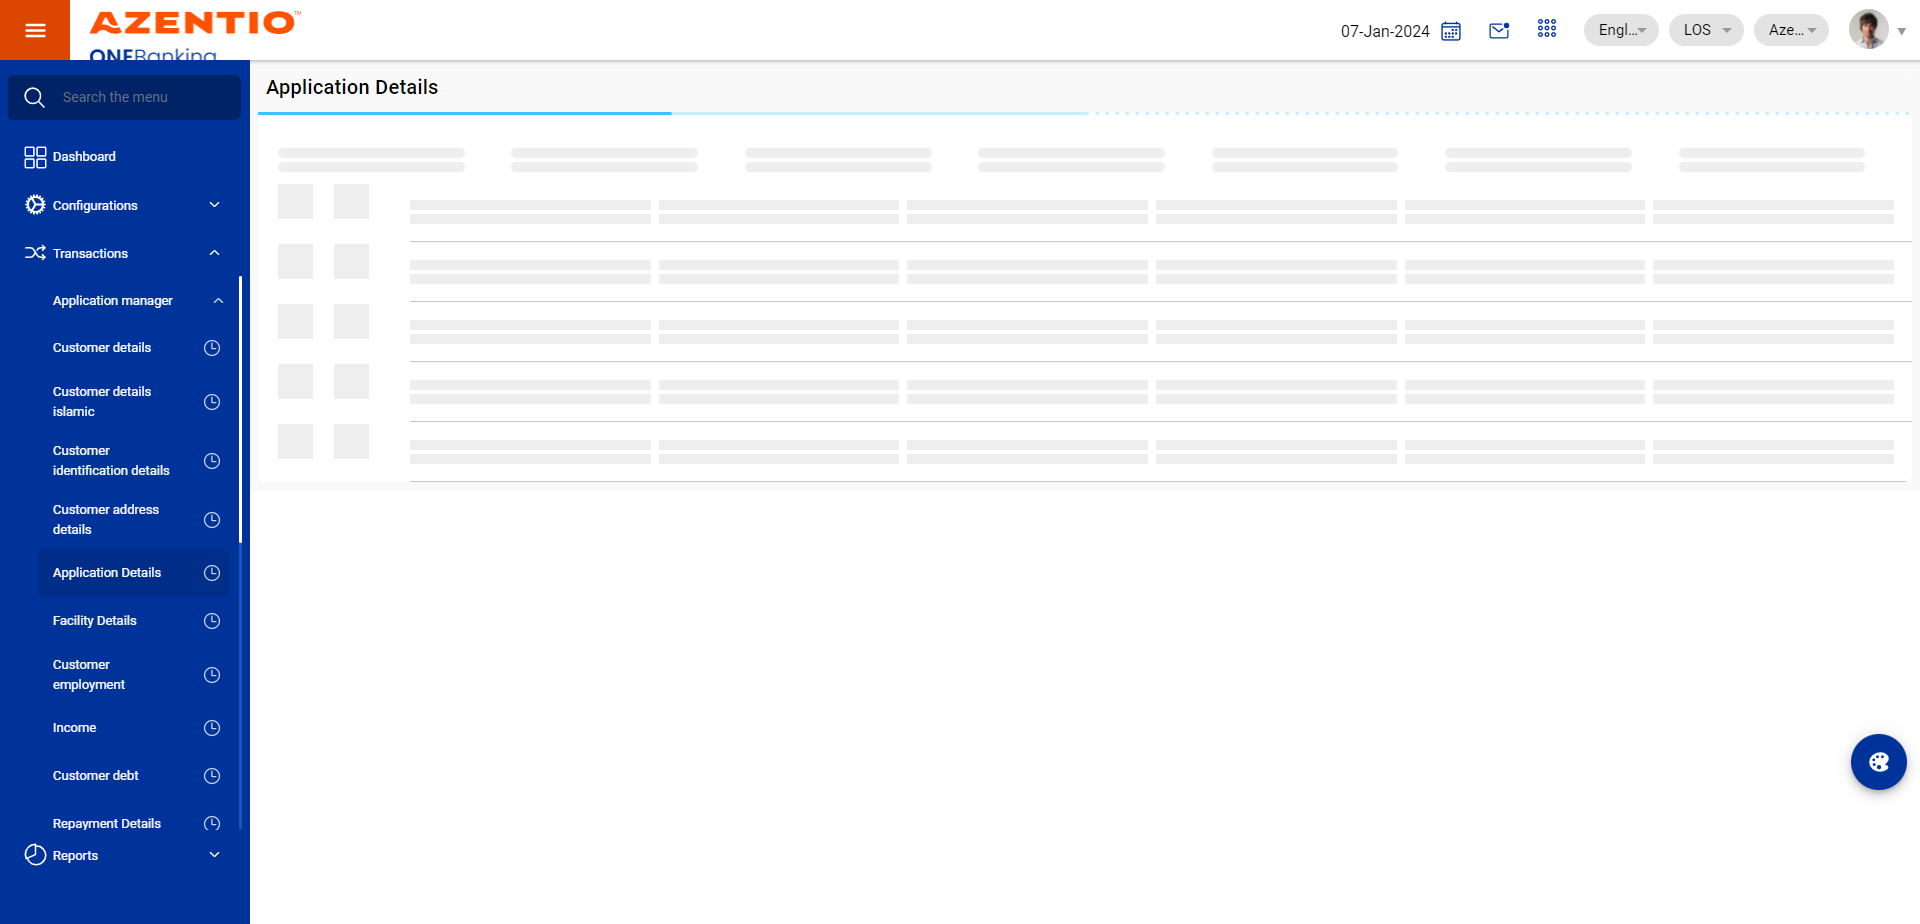 AZENTIO™
ONEBanking
07-Jan-2024
Engl...
LOS
Aze...
Search the menu
Dashboard
Configurations
Transactions
Application manager
Customer details
Customer details
islamic
Customer
identification details
Customer address
details
Application Details
Facility Details
Customer
employment
Income
Customer debt
Repayment Details
Reports
Application Details